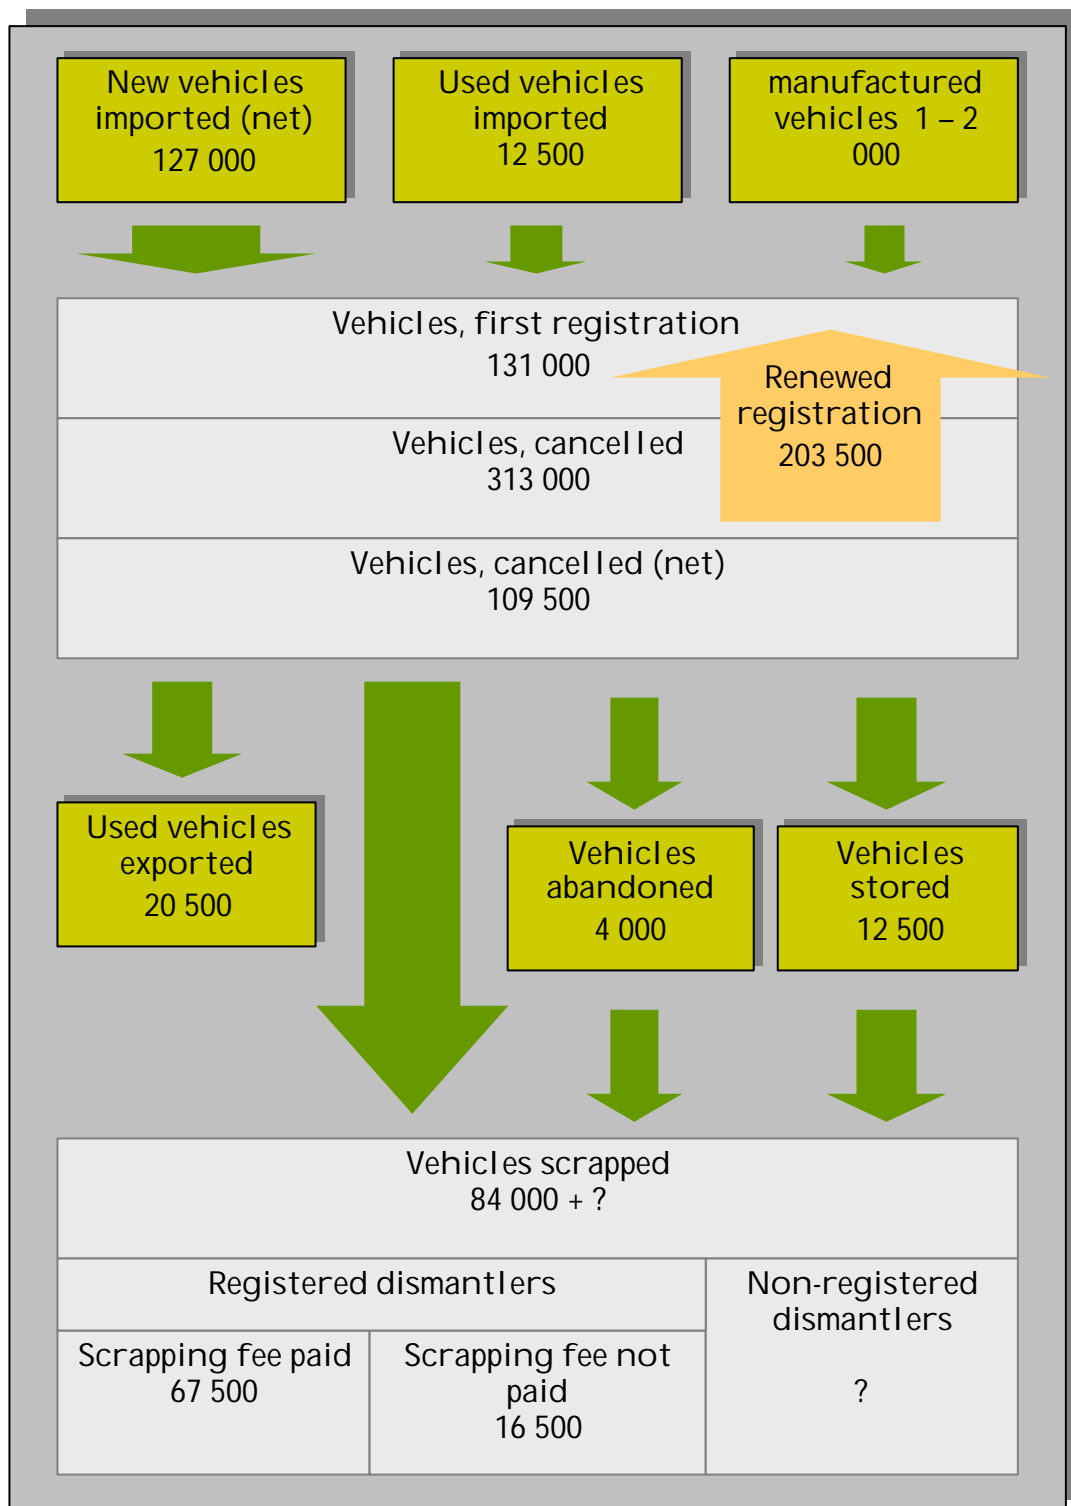 New vehicles
imported (net)
127 000
Used vehicles
imported
12 500
manufactured
vehicles 1 – 2
000
Vehicles, first registration
131 000
Renewed
registration
203 500
Vehicles, cancelled
313 000
Vehicles, cancelled (net)
109 500
Used vehicles
exported
20 500
Vehicles
abandoned
4 000
Vehicles
stored
12 500
Vehicles scrapped
84 000 + ?
Registered dismantlers
Non-registered
dismantlers
?
Scrapping fee paid
67 500
Scrapping fee not
paid
16 500